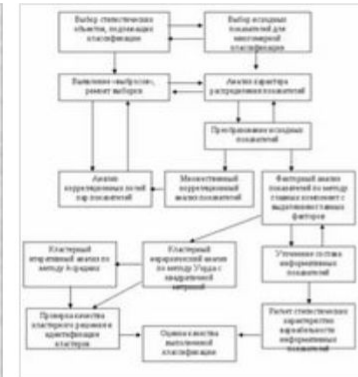 Выбор статистических
объектов, подлежащих
классификации
Выбор исходных
показателей для
многомерной
классификации
Выявление «выбросов»,
ремонт выборки
Анализ характера
распределения показателей
Преобразование исходных
показателей
Анализ
корреляционных полей
пар показателей
Множественный
корреляционный
анализ показателей
Факторный анализ
показателей по методу
главных компонент с
выделением главных
факторов
Кластерный
итеративный анализ по
методу k-средних
Кластерный
иерархический анализ
по методу Уорда с
квадратичной
метрикой
Уточнение состава
информативных
показателей
Проверка качества
кластерного решения и
идентификация
кластеров
Оценка качества
выполненной
классификации
Расчет статистических
характеристик
вариабельности
информативных
показателей